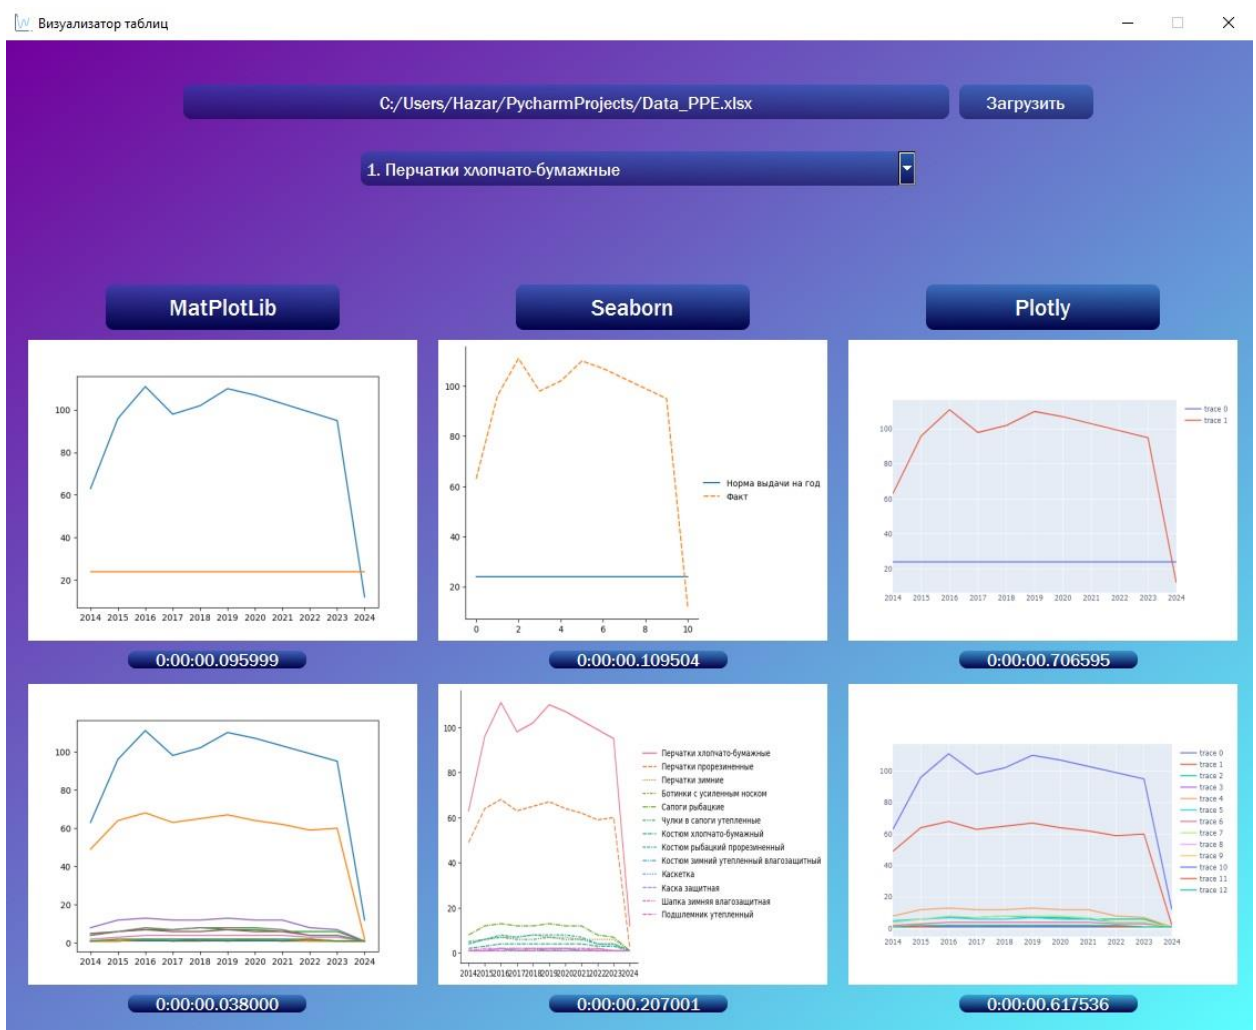 Визуализатор таблиц
C:/Users/Hazar/PycharmProjects/Data_PPE.xlsx
Загрузить
1. Перчатки хлопчато-бумажные
MatPlotLib
Seaborn
Plotly
100
80
60
40
20
2014 2015 2016 2017 2018 2019 2020 2021 2022 2023 2024
100
80
60
40
20
0 2 4 6 8 10
Норма выдачи на год
Факт
100
80
60
40
20
2014 2015 2016 2017 2018 2019 2020 2021 2022 2023 2024
trace 0
trace 1
0:00:00.095999
0:00:00.109504
0:00:00.706595
100
80
60
40
20
0
2014 2015 2016 2017 2018 2019 2020 2021 2022 2023 2024
100
80
60
40
20
0
20142015201620172018201920202021202220232024
Перчатки хлопчато-бумажные
Перчатки прорезиненные
Перчатки зимние
Ботинки с усиленным носком
Сапоги рыбацкие
Чулки в сапоги утепленные
Костюм хлопчато-бумажный
Костюм рыбацкий прорезиненный
Костюм зимний утепленный влагозащитный
Каскетка
Каска защитная
Шапка зимняя влагозащитная
Подшлемник утепленный
100
80
60
40
20
0
2014 2015 2016 2017 2018 2019 2020 2021 2022 2023 2024
trace 0
trace 1
trace 2
trace 3
trace 4
trace 5
trace 6
trace 7
trace 8
trace 9
trace 10
trace 11
trace 12
0:00:00.038000
0:00:00.207001
0:00:00.617536